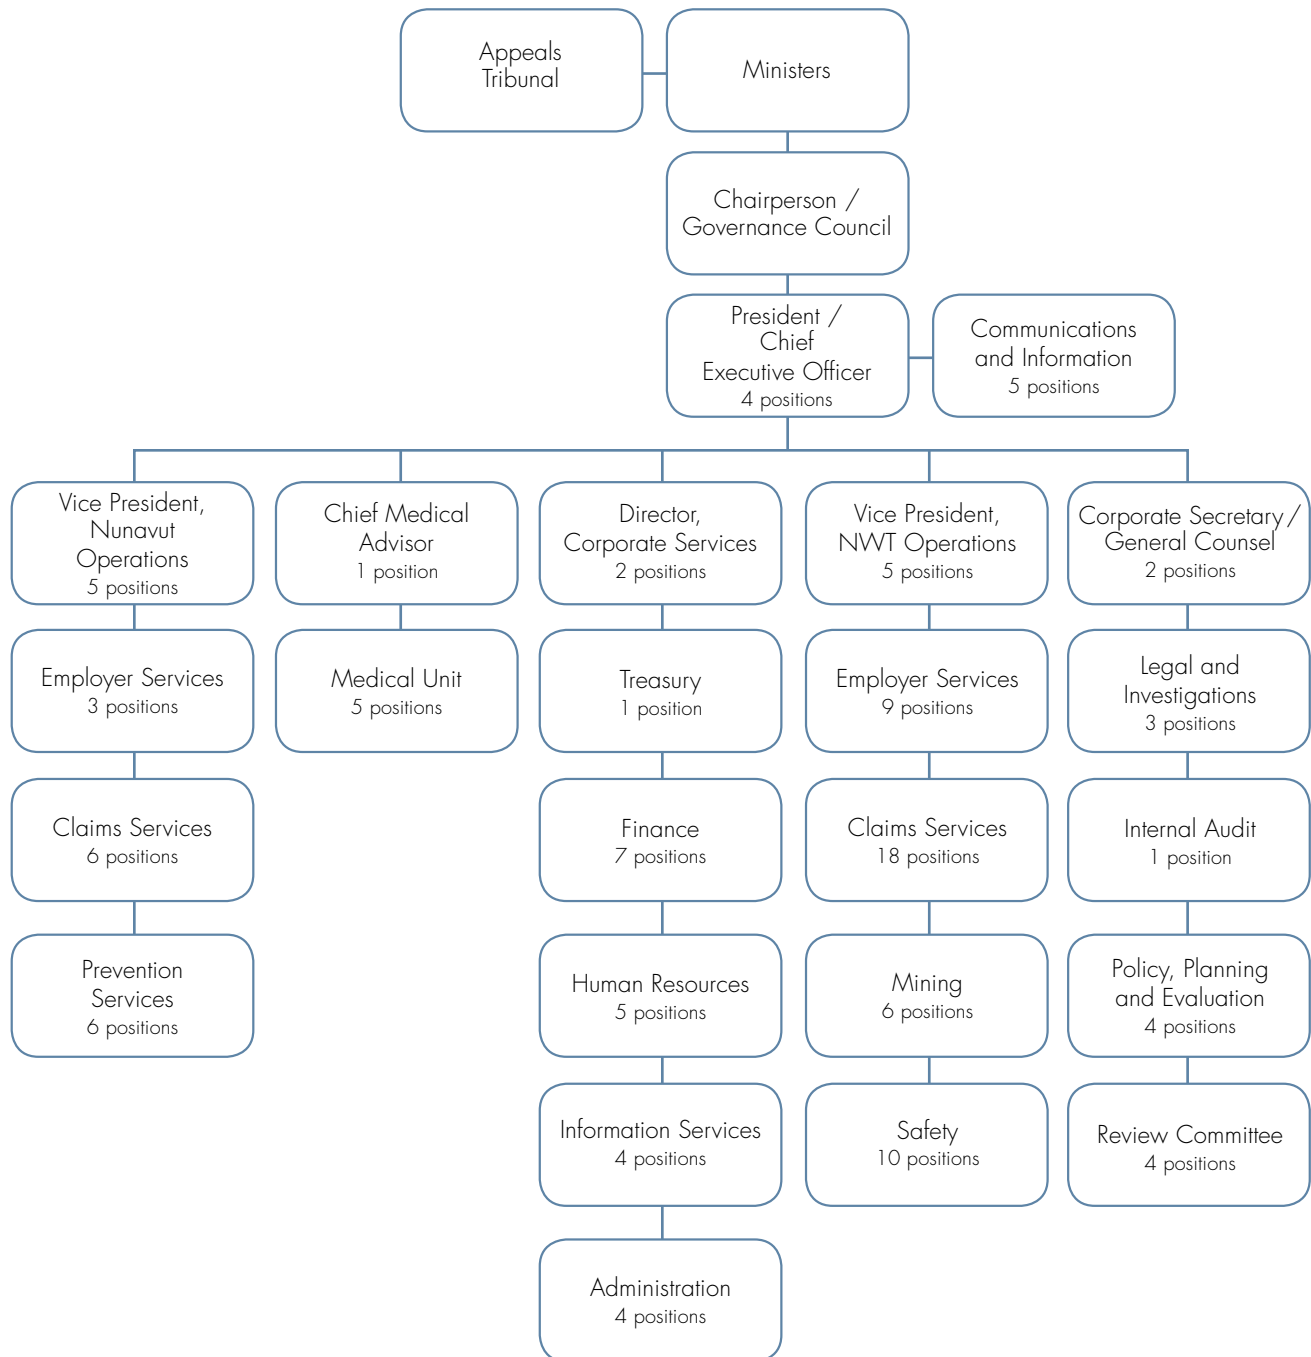 Appeals
Tribunal
Ministers
Chairperson /
Governance Council
President /
Chief
Executive Officer
4 positions
Communications
and Information
5 positions
Vice President,
Nunavut
Operations
5 positions
Chief Medical
Advisor
1 position
Director,
Corporate Services
2 positions
Vice President,
NWT Operations
5 positions
Corporate Secretary /
General Counsel
2 positions
Employer Services
3 positions
Medical Unit
5 positions
Treasury
1 position
Employer Services
9 positions
Legal and
Investigations
3 positions
Claims Services
6 positions
Finance
7 positions
Claims Services
18 positions
Internal Audit
1 position
Prevention
Services
6 positions
Human Resources
5 positions
Mining
6 positions
Policy, Planning
and Evaluation
4 positions
Information Services
4 positions
Safety
10 positions
Review Committee
4 positions
Administration
4 positions